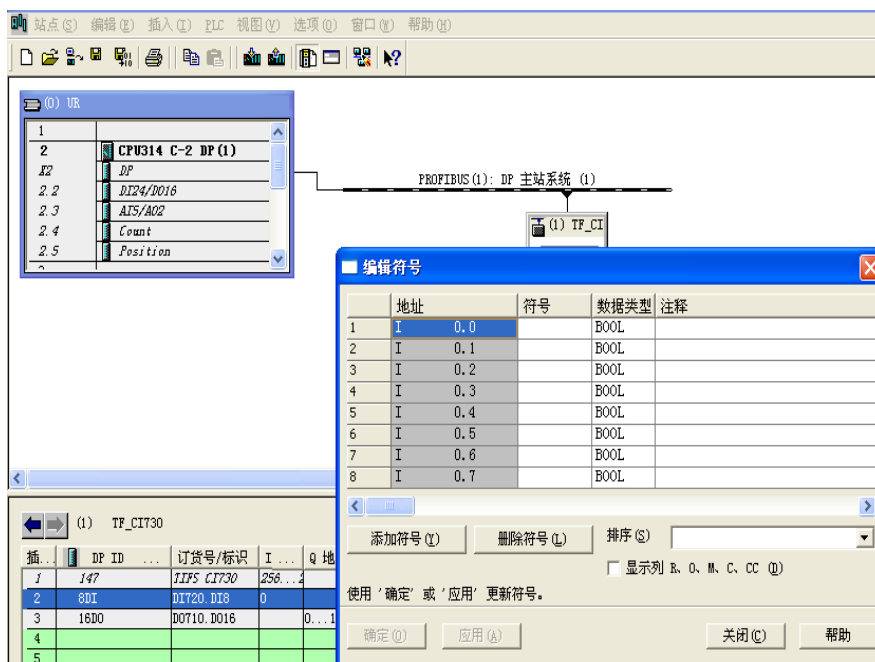 站点(S) 编辑(E) 插入(I) PLC 视图(V) 选项(O) 窗口(W) 帮助(H)
(0) UR
1
2 CPU314 C-2 DP(1)
X2 DP
2.2 DI24/DO16
2.3 AI5/AO2
2.4 Count
2.5 Position
PROFIBUS(1): DP 主站系统 (1)
(1) TF_CI
编辑符号
地址 符号 数据类型 注释
1 I 0.0 BOOL
2 I 0.1 BOOL
3 I 0.2 BOOL
4 I 0.3 BOOL
5 I 0.4 BOOL
6 I 0.5 BOOL
7 I 0.6 BOOL
8 I 0.7 BOOL
添加符号(Y) 删除符号(L) 排序(S)
显示列 R、O、M、C、CC (D)
使用 '确定' 或 '应用' 更新符号。
确定(O) 应用(A) 关闭(C) 帮助
(1) TF_CI730
插... DP ID ... 订货号/标识 I ... Q 地
1 147 IIFS CI730 256...
2 8DI DI720.DI8 0
3 16DO DO710.DO16 0...1
4
5